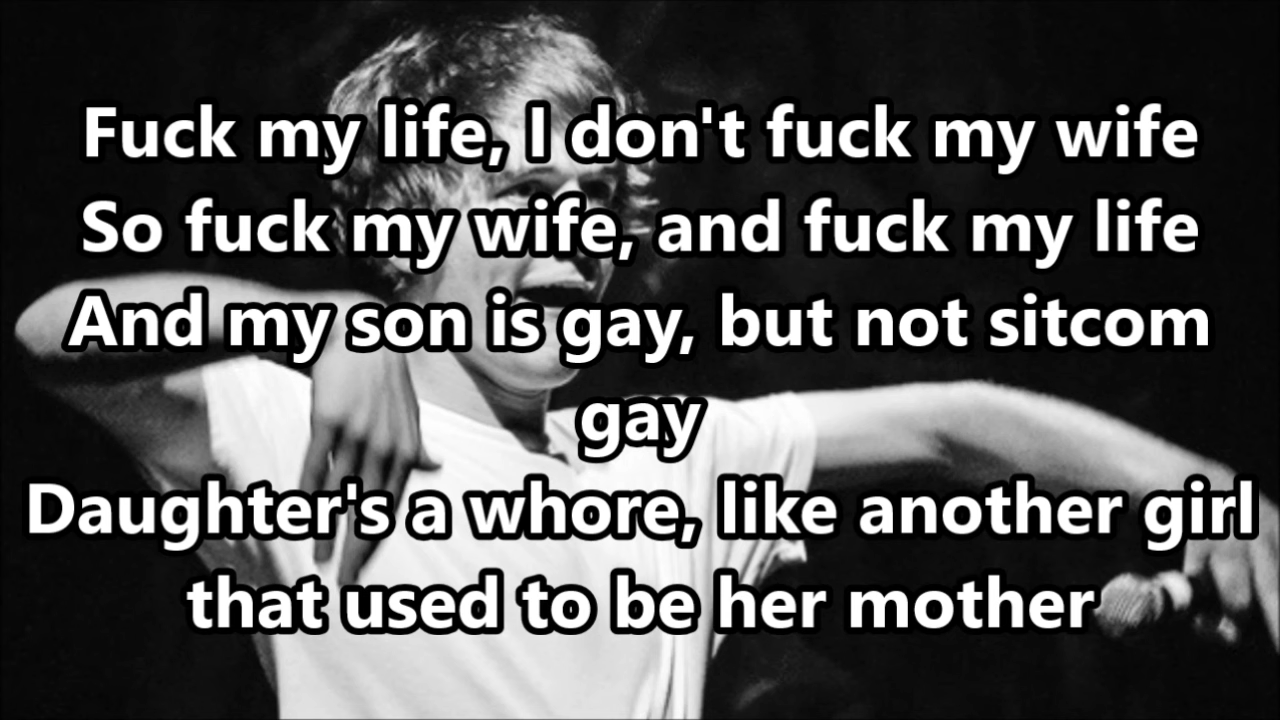 Fuck my life, I don't fuck my wife
So fuck my wife, and fuck my life
And my son is gay, but not sitcom
gay
Daughter's a whore, like another girl
that used to be her mother